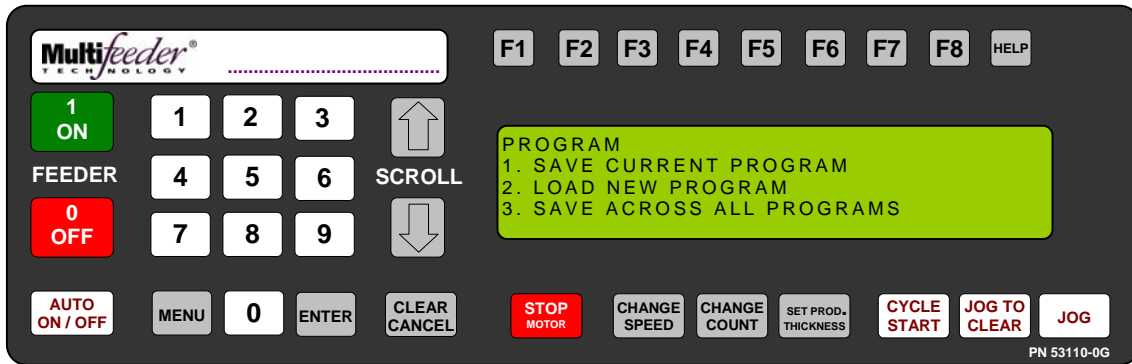 Multifeeder®
TECHNOLOGY
F1 F2 F3 F4 F5 F6 F7 F8 HELP
1
ON
FEEDER
0
OFF
1 2 3
4 5 6
7 8 9
SCROLL
PROGRAM
1. SAVE CURRENT PROGRAM
2. LOAD NEW PROGRAM
3. SAVE ACROSS ALL PROGRAMS
AUTO
ON / OFF
MENU
0
ENTER
CLEAR
CANCEL
STOP
MOTOR
CHANGE
SPEED
CHANGE
COUNT
SET PROD.
THICKNESS
CYCLE
START
JOG TO
CLEAR
JOG
PN 53110-0G